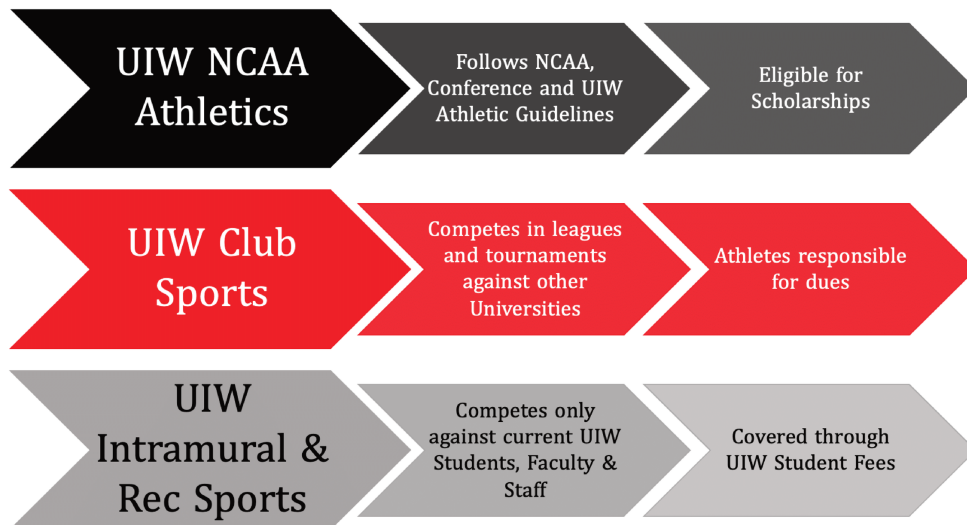 UIW NCAA
Athletics
Follows NCAA,
Conference and UIW
Athletic Guidelines
Eligible for
Scholarships
UIW Club
Sports
Competes in leagues
and tournaments
against other
Universities
Athletes responsible
for dues
UIW
Intramural &
Rec Sports
Competes only
against current UIW
Students, Faculty &
Staff
Covered through
UIW Student Fees